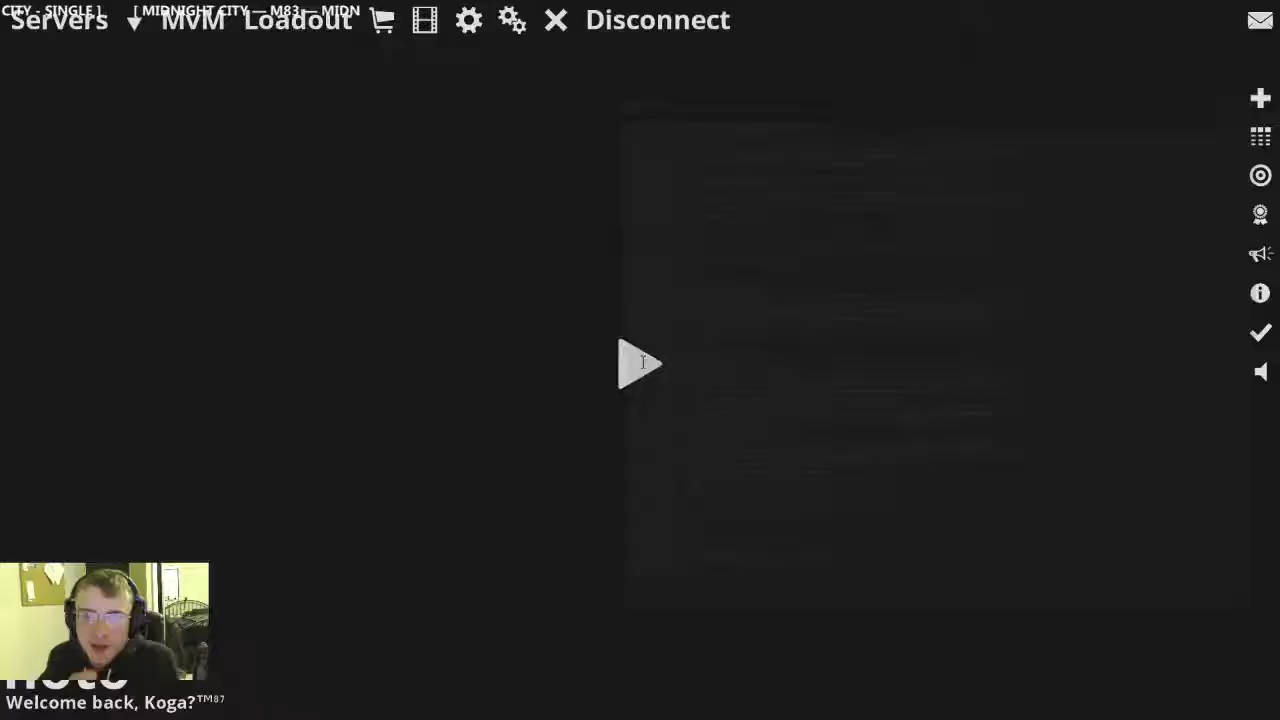 CITY - SINGLE ] [ MIDNIGHT CITY — M83 — MIDN
Servers MvM Loadout Disconnect
Welcome back, Koga?™87